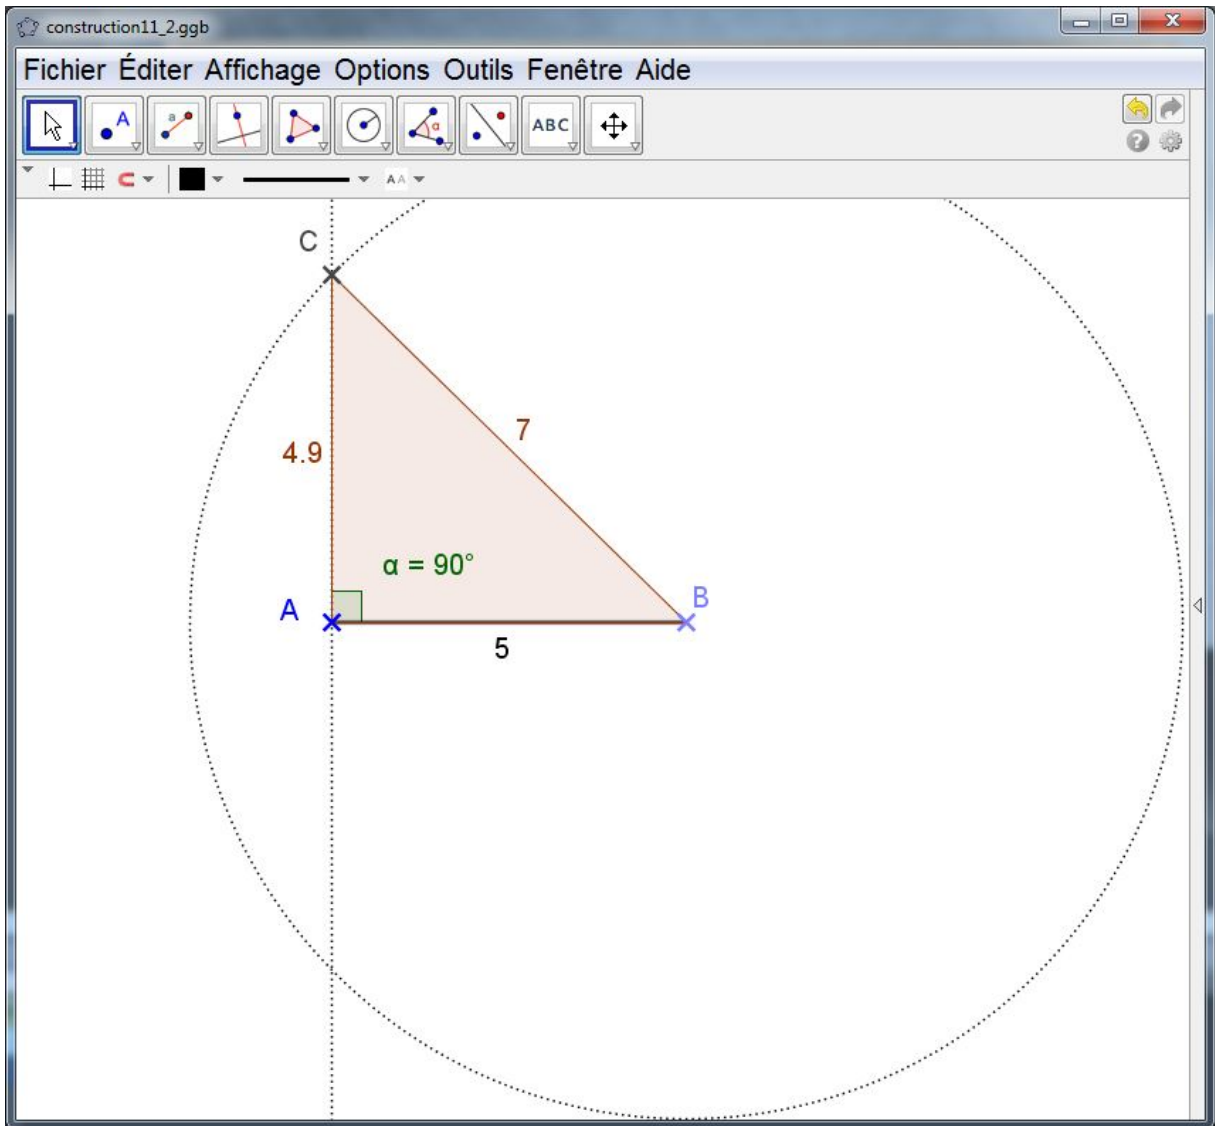 construction11_2.ggb
Fichier Éditer Affichage Options Outils Fenêtre Aide
A a α ABC
A A
C
7
4.9
α = 90°
A
B
5